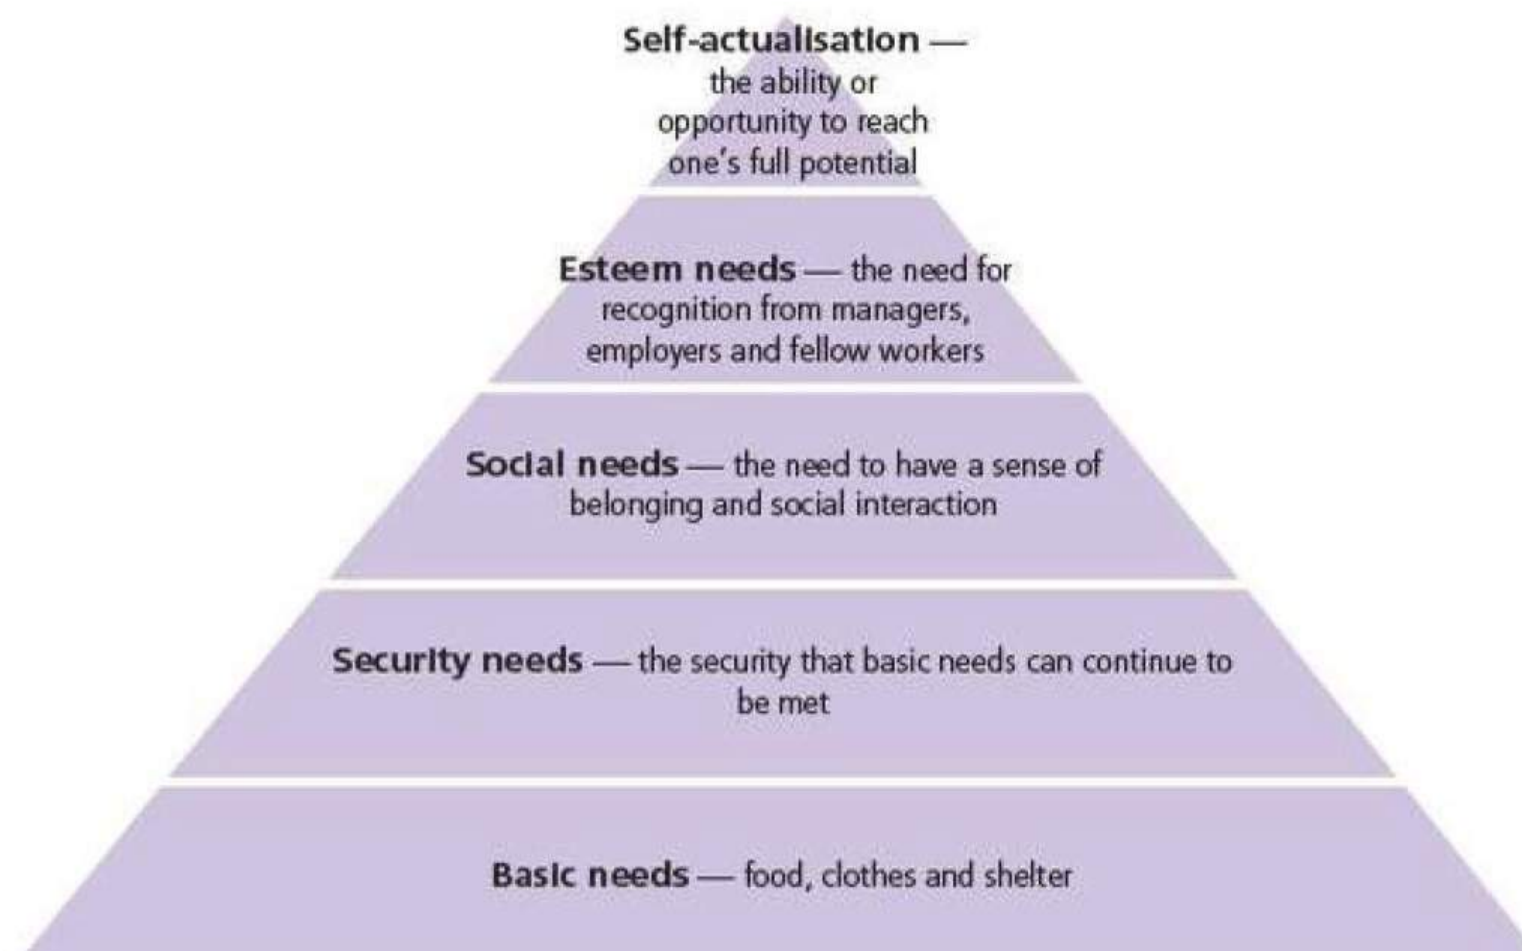 Self-actualisation —
the ability or
opportunity to reach
one's full potential
Esteem needs — the need for
recognition from managers,
employers and fellow workers
Social needs — the need to have a sense of
belonging and social interaction
Security needs — the security that basic needs can continue to
be met
Basic needs — food, clothes and shelter